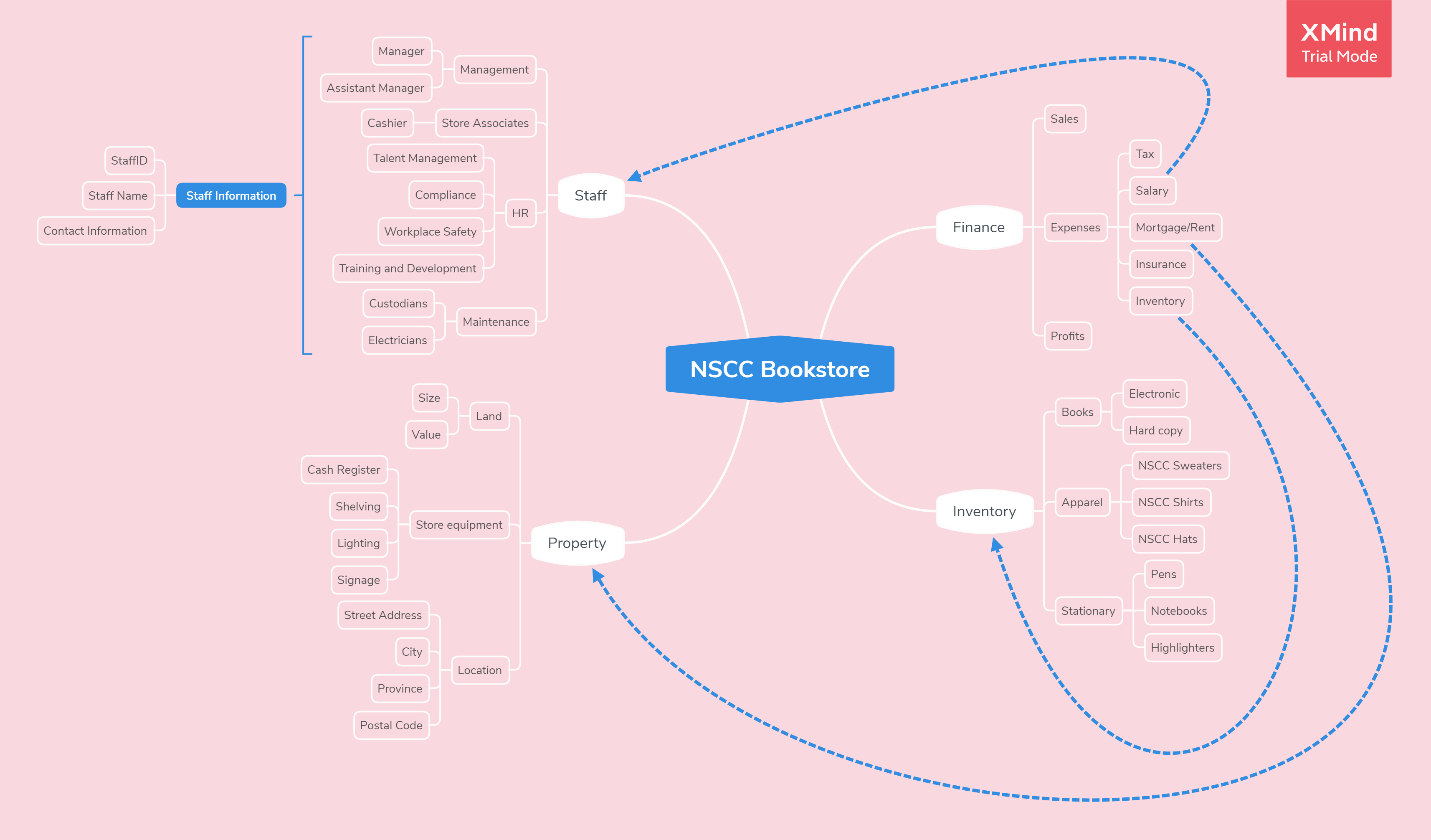 XMind
Trial Mode
NSCC Bookstore
Staff
Management
Manager
Assistant Manager
Store Associates
Cashier
HR
Talent Management
Compliance
Workplace Safety
Training and Development
Maintenance
Custodians
Electricians
Staff Information
StaffID
Staff Name
Contact Information
Finance
Sales
Expenses
Tax
Salary
Mortgage/Rent
Insurance
Inventory
Profits
Property
Land
Size
Value
Store equipment
Cash Register
Shelving
Lighting
Signage
Location
Street Address
City
Province
Postal Code
Inventory
Books
Electronic
Hard copy
Apparel
NSCC Sweaters
NSCC Shirts
NSCC Hats
Stationary
Pens
Notebooks
Highlighters